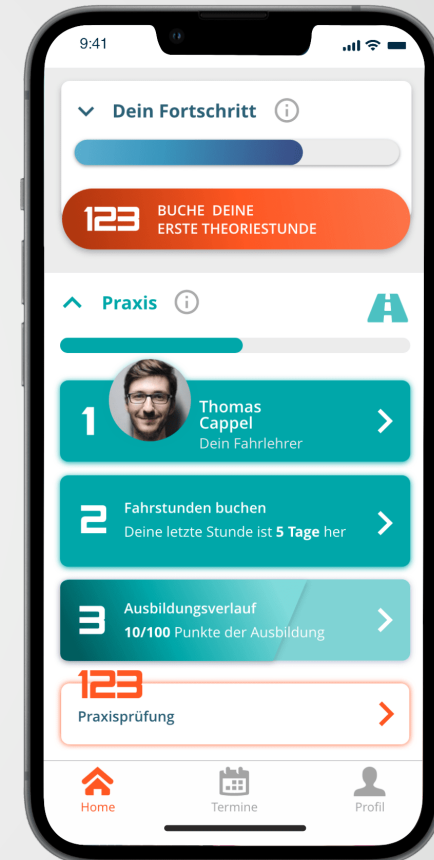 9:41
Dein Fortschritt
123
BUCHE DEINE
ERSTE THEORIESTUNDE
Praxis
1
Thomas
Cappel
Dein Fahrlehrer
2
Fahrstunden buchen
Deine letzte Stunde ist 5 Tage her
3
Ausbildungsverlauf
10/100 Punkte der Ausbildung
123
Praxisprüfung
Home
Termine
Profil